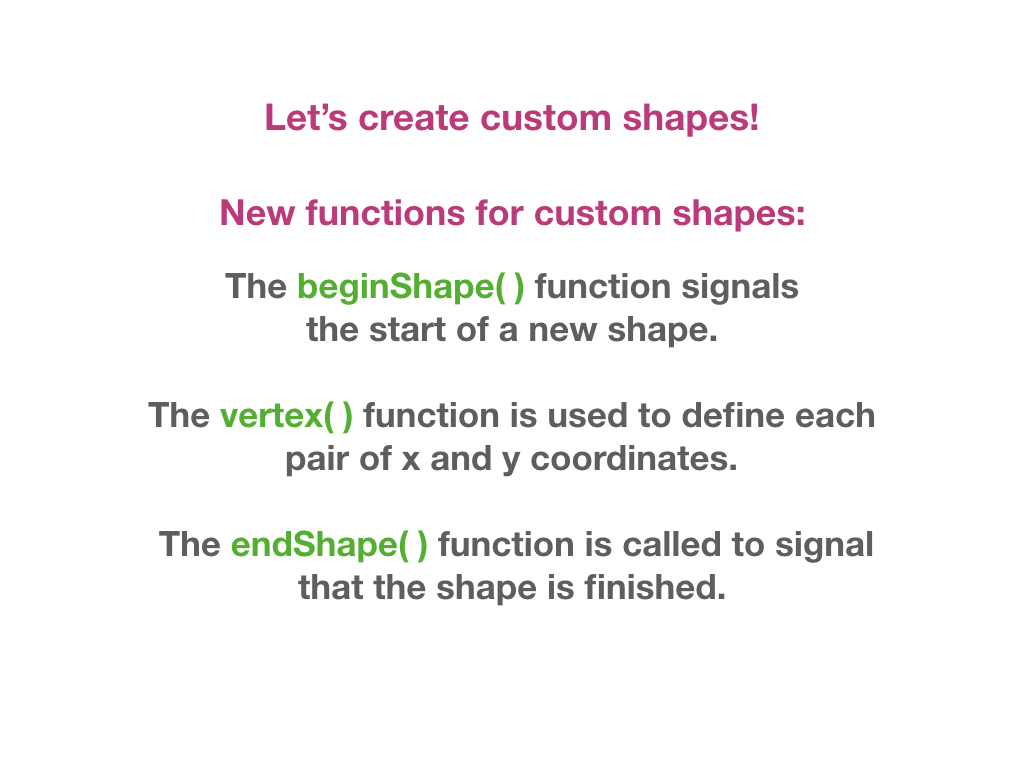 Let’s create custom shapes!
New functions for custom shapes:
The beginShape( ) function signals
the start of a new shape.
The vertex( ) function is used to define each
pair of x and y coordinates.
The endShape( ) function is called to signal
that the shape is finished.